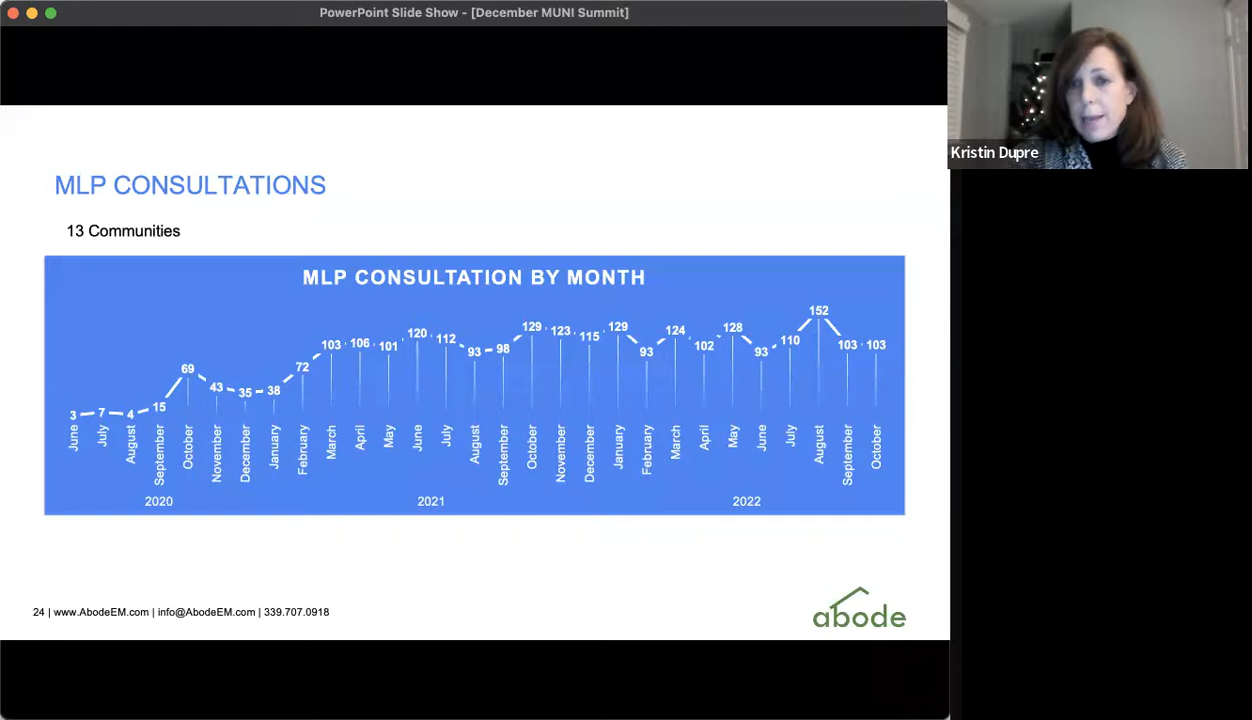 PowerPoint Slide Show - [December MUNI Summit]
Kristin Dupre
MLP CONSULTATIONS
13 Communities
MLP CONSULTATION BY MONTH
3 7 4 15 69 43 35 38 72 103 106 101 120 112 93 98 129 123 115 129 93 124 102 128 93 110 152 103 103
June July August September October November December January February March April May June July August September October November December January February March April May June July August September October
2020 2021 2022
24 | www.AbodeEM.com | info@AbodeEM.com | 339.707.0918
abode